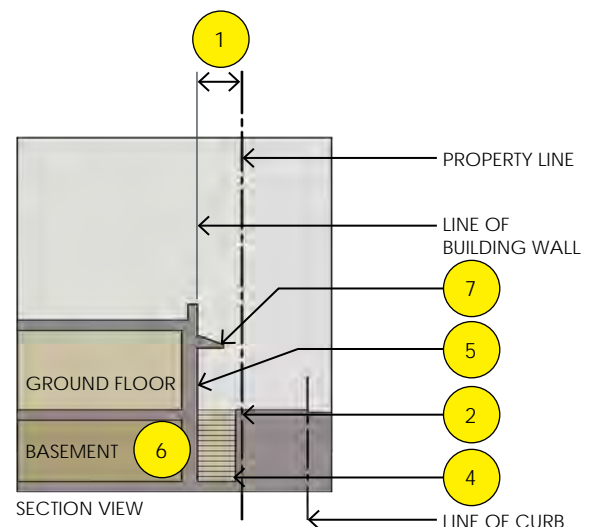 1
PROPERTY LINE
LINE OF
BUILDING WALL
7
5
GROUND FLOOR
2
BASEMENT
6
4
SECTION VIEW
LINE OF CURB